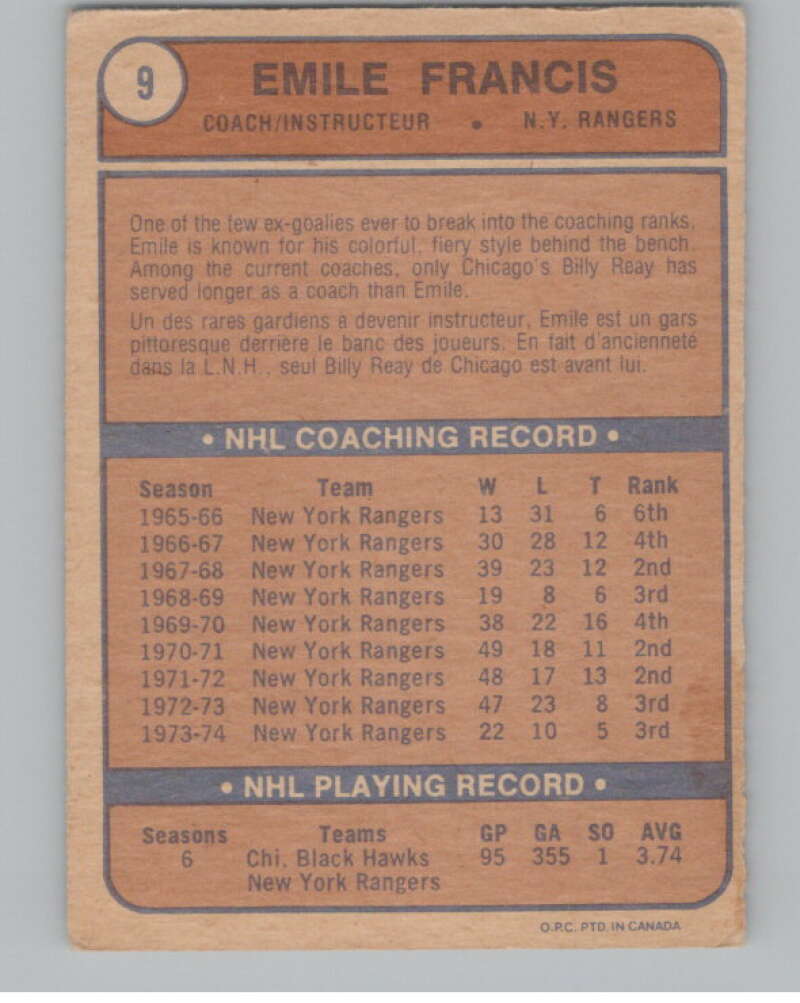 9
EMILE FRANCIS
COACH/INSTRUCTEUR • N.Y. RANGERS
One of the few ex-goalies ever to break into the coaching ranks,
Emile is known for his colorful, fiery style behind the bench.
Among the current coaches, only Chicago's Billy Reay has
served longer as a coach than Emile.
Un des rares gardiens a devenir instructeur, Emile est un gars
pittoresque derrière le banc des joueurs. En fait d'ancienneté
dans la L.N.H., seul Billy Reay de Chicago est avant lui.
• NHL COACHING RECORD •
Season Team W L T Rank
1965-66 New York Rangers 13 31 6 6th
1966-67 New York Rangers 30 28 12 4th
1967-68 New York Rangers 39 23 12 2nd
1968-69 New York Rangers 19 8 6 3rd
1969-70 New York Rangers 38 22 16 4th
1970-71 New York Rangers 49 18 11 2nd
1971-72 New York Rangers 48 17 13 2nd
1972-73 New York Rangers 47 23 8 3rd
1973-74 New York Rangers 22 10 5 3rd
• NHL PLAYING RECORD •
Seasons Teams GP GA SO AVG
6 Chi. Black Hawks 95 355 1 3.74
New York Rangers
O.P.C. PTD. IN CANADA